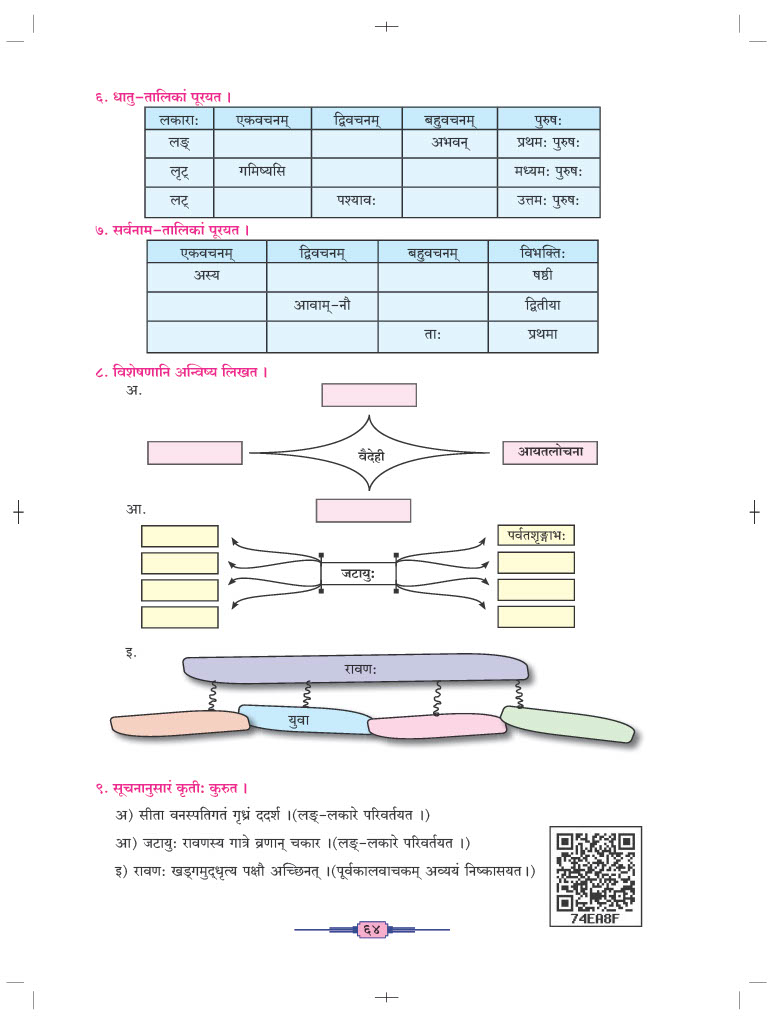 ६. धातु-तालिकां पूरयत ।
लकाराः एकवचनम् द्विवचनम् बहुवचनम् पुरुषः
लङ् अभवन् प्रथमः पुरुषः
लृट् गमिष्यसि मध्यमः पुरुषः
लट् पश्यावः उत्तमः पुरुषः
७. सर्वनाम-तालिकां पूरयत ।
एकवचनम् द्विवचनम् बहुवचनम् विभक्तिः
अस्य षष्ठी
आवाम्-नौ द्वितीया
ताः प्रथमा
८. विशेषणानि अन्विष्य लिखत ।
अ.
वैदेही
आयतलोचना
आ.
पर्वतशृङ्गाभः
जटायुः
इ.
रावणः
युवा
९. सूचनानुसारं कृतीः कुरुत ।
अ) सीता वनस्पतिगतं गृध्रं ददर्श ।(लङ्-लकारे परिवर्तयत ।)
आ) जटायुः रावणस्य गात्रे व्रणान् चकार ।(लङ्-लकारे परिवर्तयत ।)
इ) रावणः खड्गमुद्धृत्य पक्षौ अच्छिनत् ।(पूर्वकालवाचकम् अव्ययं निष्कासयत।)
74EA8F
६४